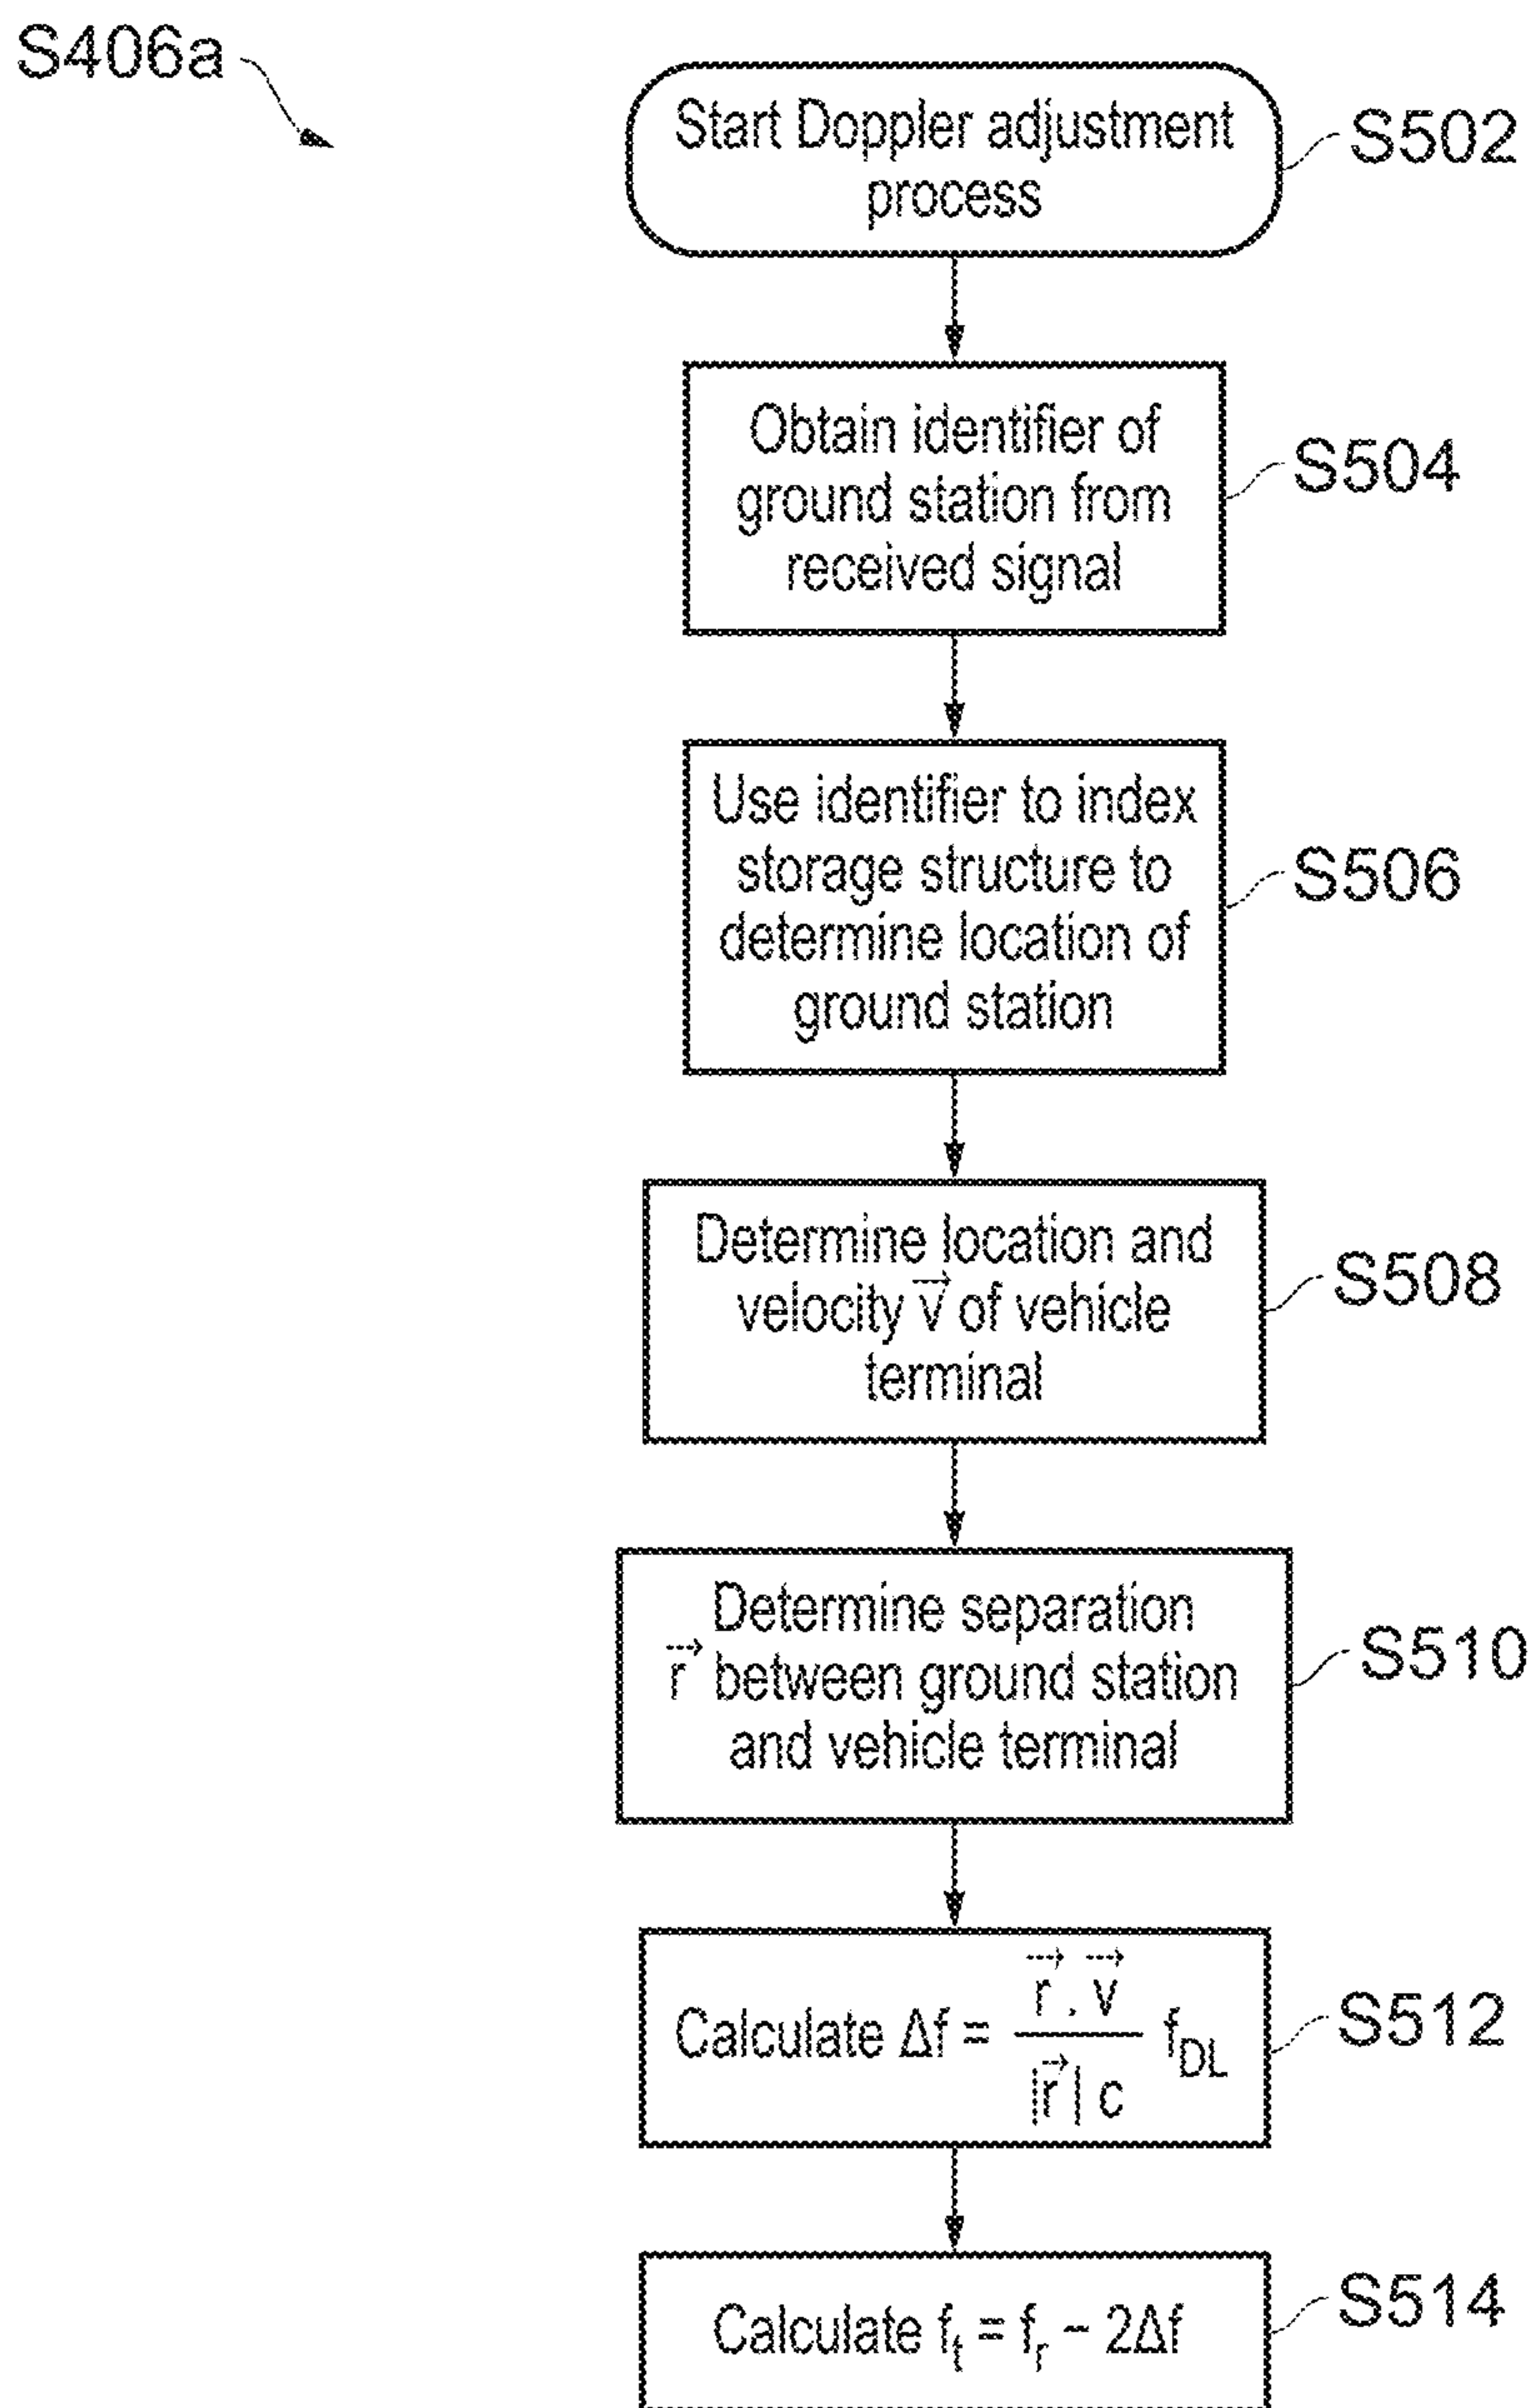 S406a
Start Doppler adjustment
process
S502
Obtain identifier of
ground station from
received signal
S504
Use identifier to index
storage structure to
determine location of
ground station
S506
Determine location and
velocity v⃗ of vehicle
terminal
S508
Determine separation
r⃗ between ground station
and vehicle terminal
S510
Calculate Δf = (r⃗ . v⃗) / (|r⃗| c) f_DL
S512
Calculate f_t = f_r − 2Δf
S514